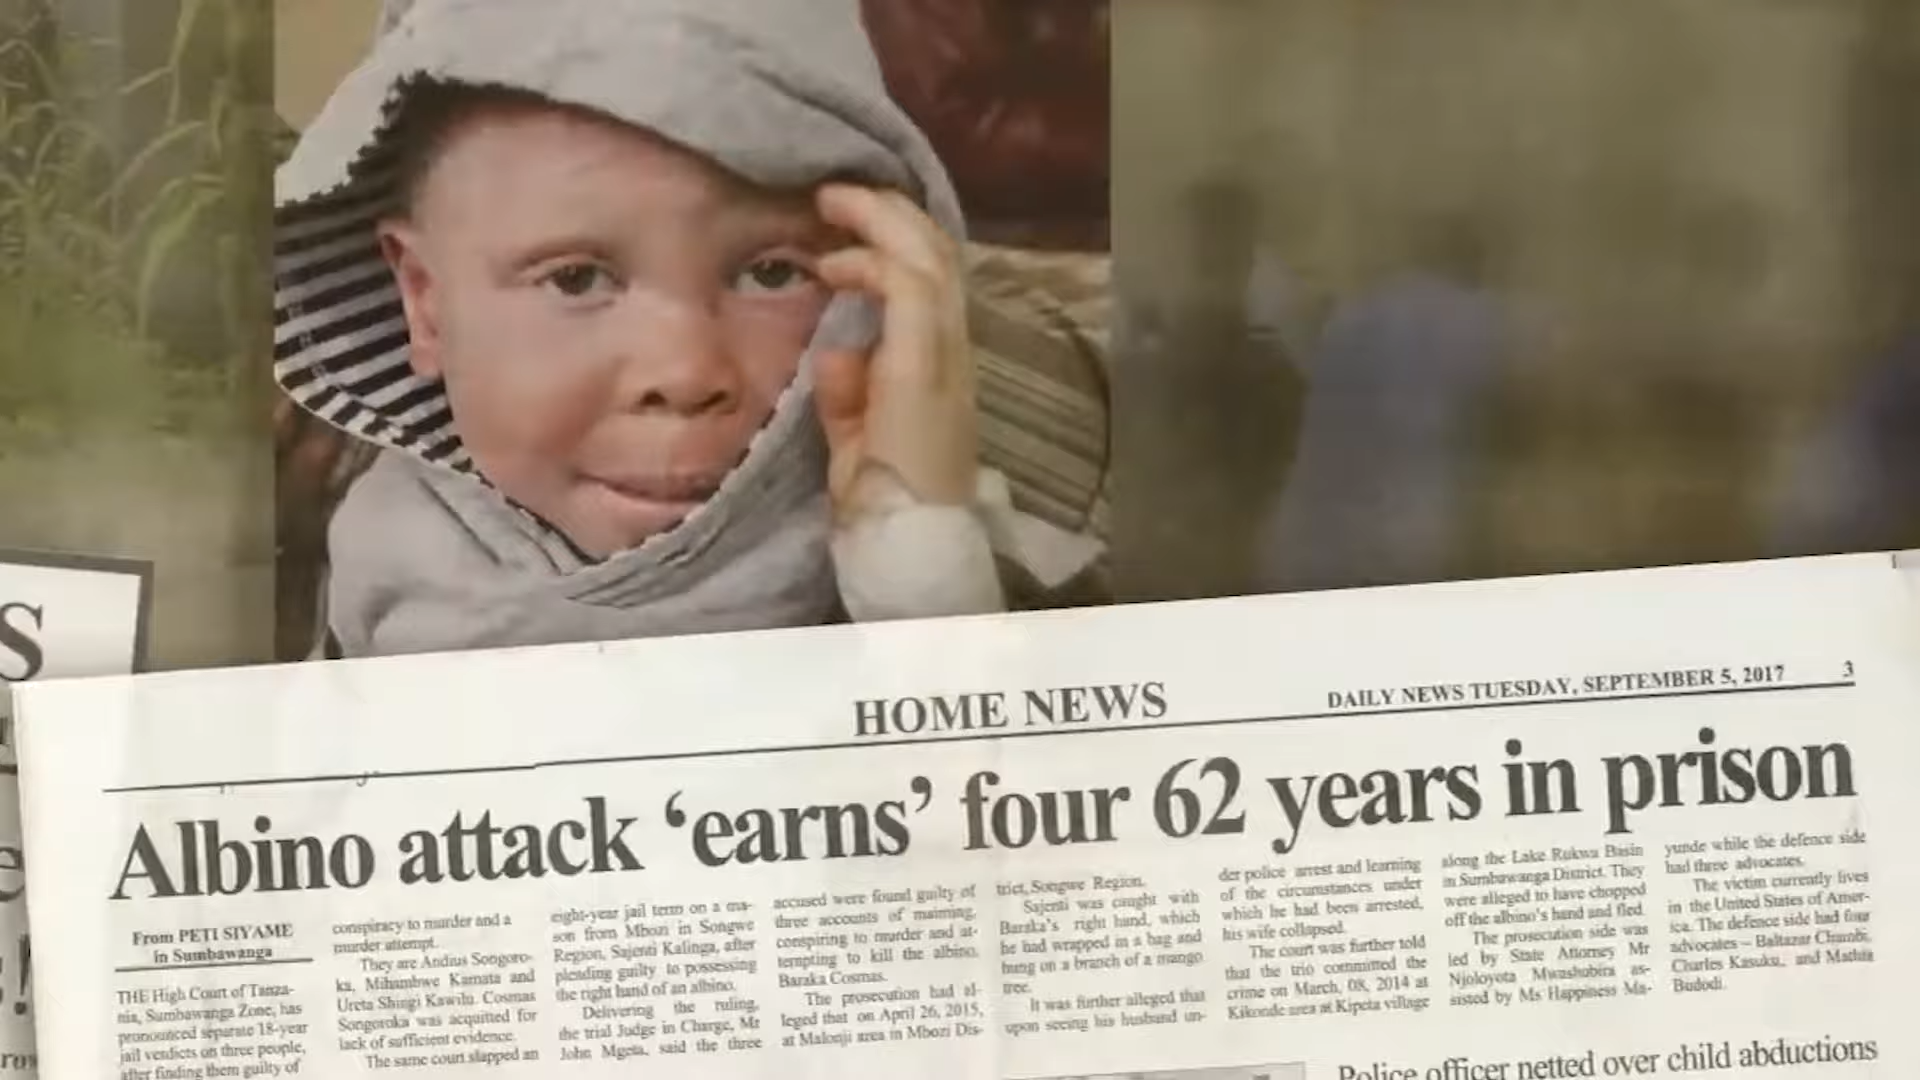 S
HOME NEWS
DAILY NEWS TUESDAY, SEPTEMBER 5, 2017 3
Albino attack ‘earns’ four 62 years in prison
From PETI SIYAME
in Sumbawanga
THE High Court of Tanza-
nia, Sumbawanga Zone, has
pronounced separate 18-year
jail verdicts on three people,
after finding them guilty of
conspiracy to murder and a
murder attempt.
They are Andius Songoro-
ka, Mihambwe Kamata and
Ureta Shingi Kawilu. Cosmas
Songoroka was acquitted for
lack of sufficient evidence.
The same court slapped an
eight-year jail term on a ma-
son from Mbozi in Songwe
Region, Sajenti Kalinga, after
pleading guilty to possessing
the right hand of an albino.
Delivering the ruling,
the trial Judge in Charge, Mr
John Mgeta, said the three
accused were found guilty of
three accounts of maiming,
conspiring to murder and at-
tempting to kill the albino,
Baraka Cosmas.
The prosecution had al-
leged that on April 26, 2015,
at Malonji area in Mbozi Dis-
trict, Songwe Region.
Sajenti was caught with
Baraka's right hand, which
he had wrapped in a bag and
hung on a branch of a mango
tree.
It was further alleged that
upon seeing his husband un-
der police arrest and learning
of the circumstances under
which he had been arrested,
his wife collapsed.
The court was further told
that the trio committed the
crime on March, 08, 2014 at
Kikonde area at Kipeta village
along the Lake Rukwa Basin
in Sumbawanga District. They
were alleged to have chopped
off the albino's hand and fled.
The prosecution side was
led by State Attorney Mr
Njoloyota Mwashubira as-
sisted by Ms Happiness Ma-
yunde while the defence side
had three advocates.
The victim currently lives
in the United States of Amer-
ica. The defence side had four
advocates – Baltazar Chambi,
Charles Kasuku, and Mathia
Budodi.
Police officer netted over child abductions